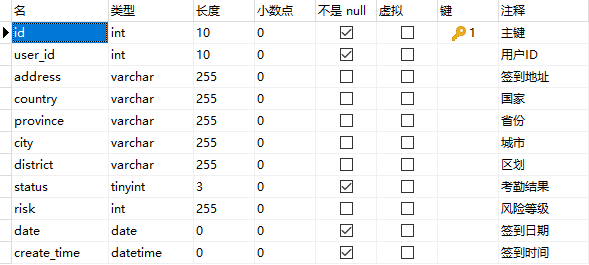 名 类型 长度 小数点 不是 null 虚拟 键 注释
id int 10 0 1 主键
user_id int 10 0 用户ID
address varchar 255 0 签到地址
country varchar 255 0 国家
province varchar 255 0 省份
city varchar 255 0 城市
district varchar 255 0 区划
status tinyint 3 0 考勤结果
risk int 255 0 风险等级
date date 0 0 签到日期
create_time datetime 0 0 签到时间